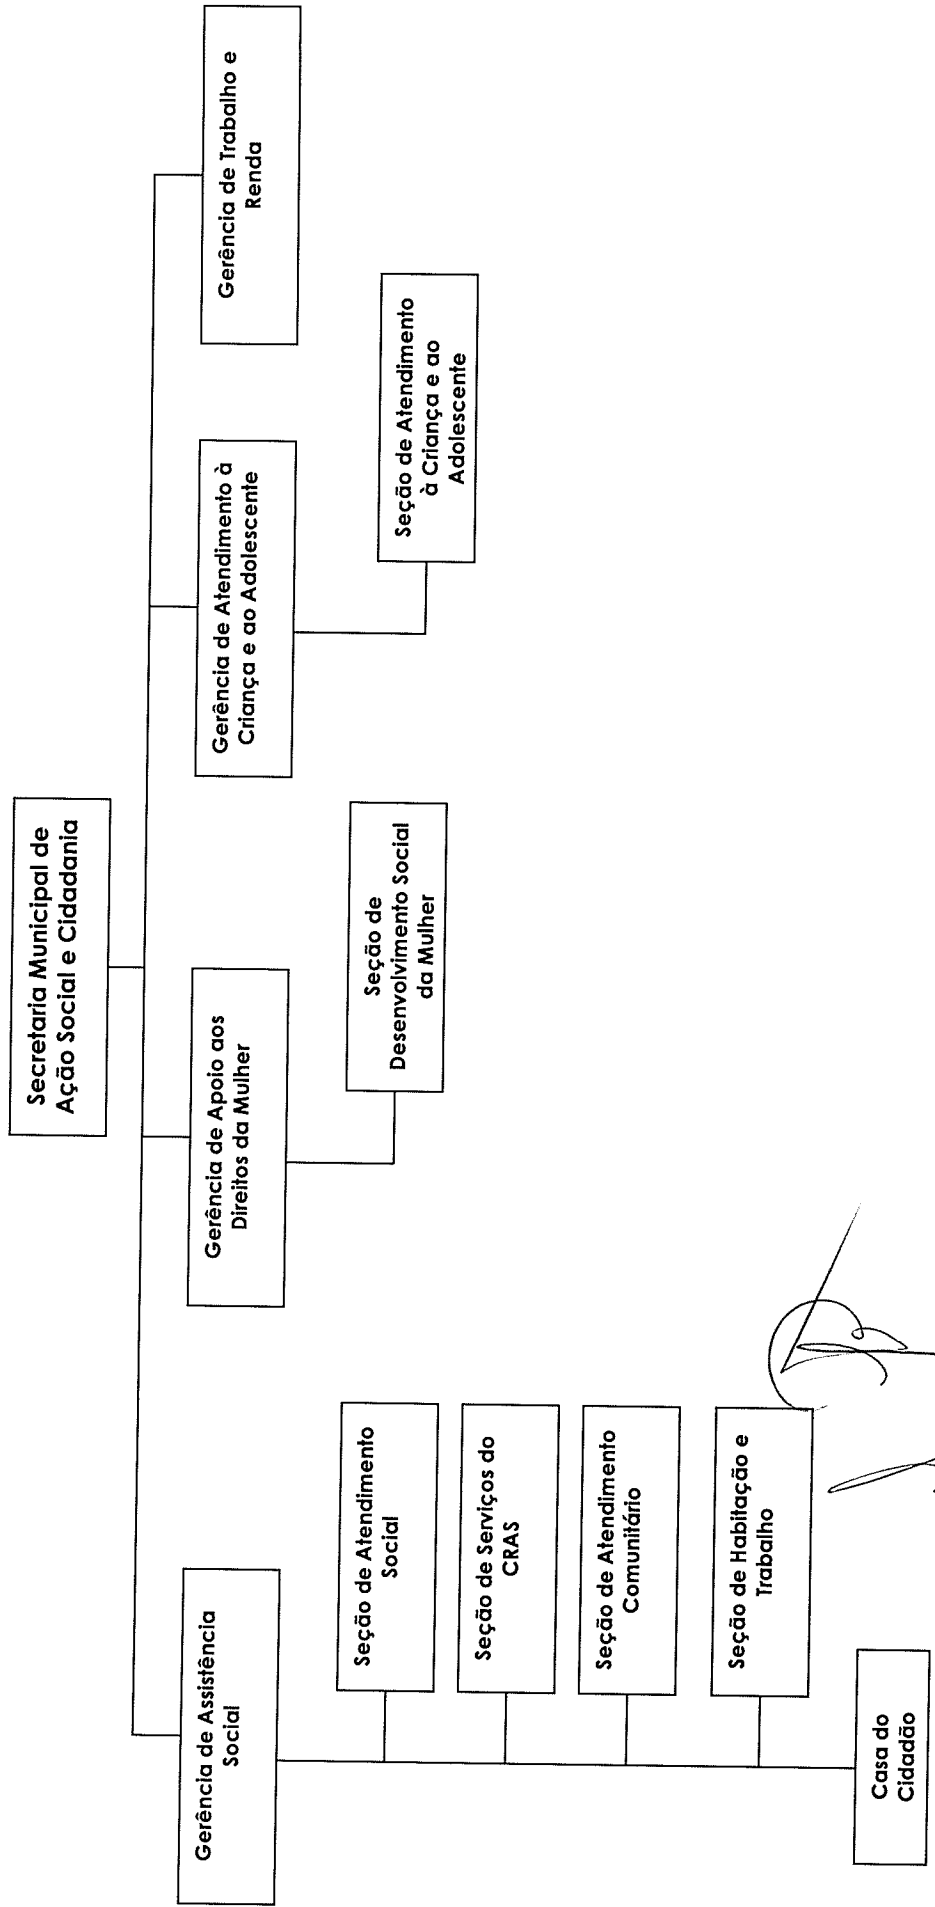 Secretaria Municipal de
Ação Social e Cidadania
Gerência de Assistência
Social
Gerência de Apoio aos
Direitos da Mulher
Gerência de Atendimento à
Criança e ao Adolescente
Gerência de Trabalho e
Renda
Seção de Atendimento
Social
Seção de Serviços do
CRAS
Seção de Atendimento
Comunitário
Seção de Habitação e
Trabalho
Casa do
Cidadão
Seção de
Desenvolvimento Social
da Mulher
Seção de Atendimento
à Criança e ao
Adolescente